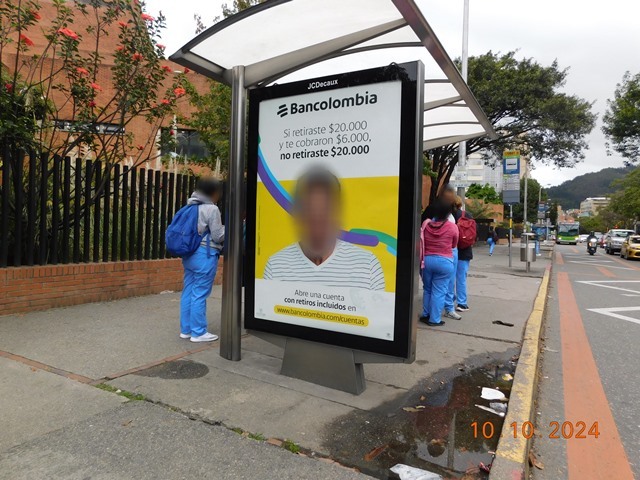 JCDecaux
Bancolombia
Si retiraste $20.000
y te cobraron $6.000,
no retiraste $20.000
Abre una cuenta
con retiros incluidos en
www.bancolombia.com/cuentas
10 10 2024